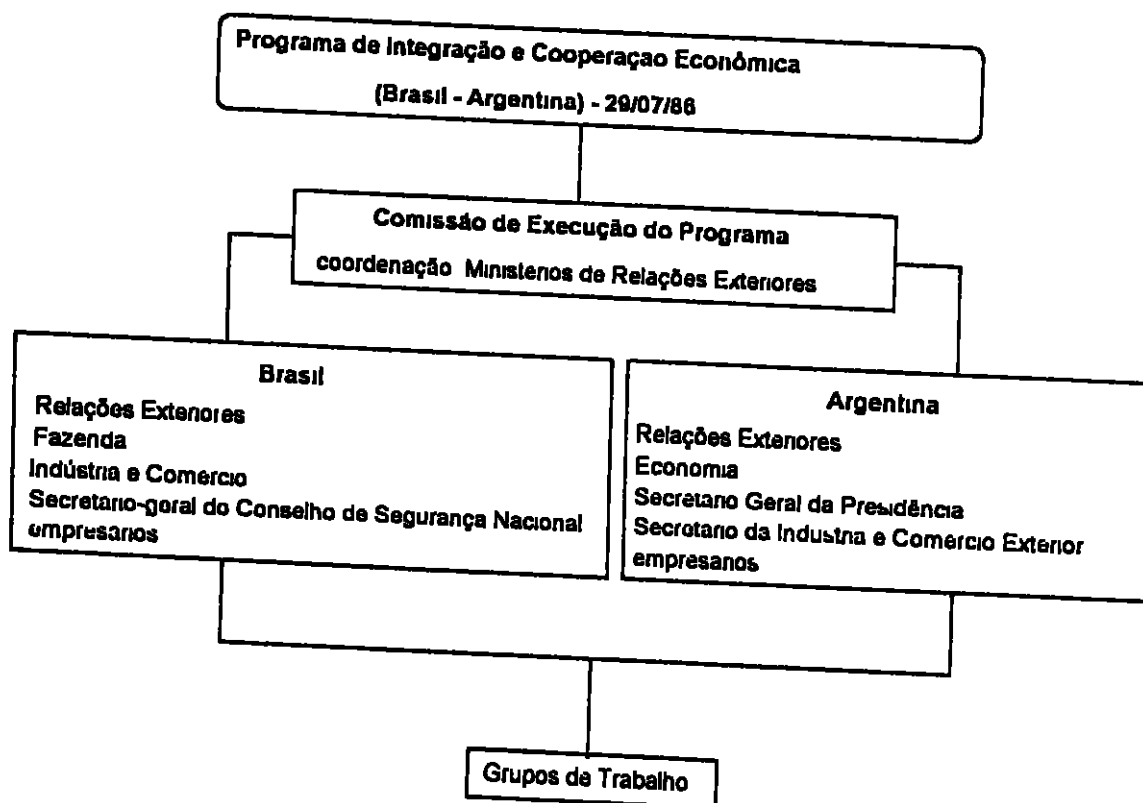 Programa de Integração e Cooperaçao Econômica
(Brasil - Argentina) - 29/07/86
Comissão de Execução do Programa
coordenação Ministerios de Relações Exteriores
Brasil
Relações Exteriores
Fazenda
Indústria e Comercio
Secretario-geral do Conselho de Segurança Nacional
empresarios
Argentina
Relações Exteriores
Economia
Secretario Geral da Presidência
Secretario da Industria e Comercio Exterior
empresarios
Grupos de Trabalho